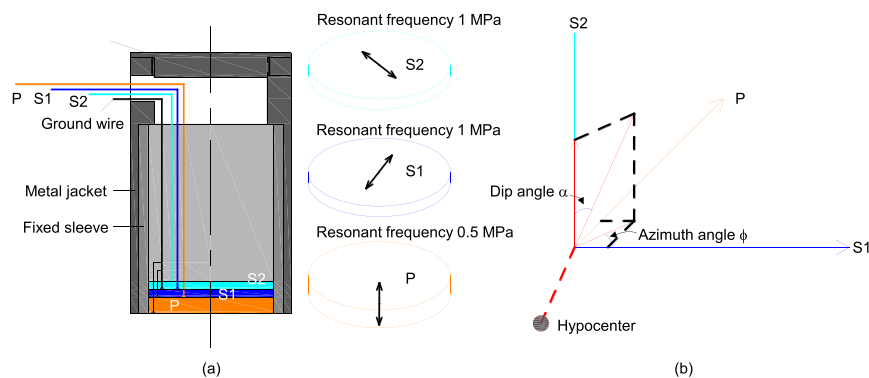 Resonant frequency 1 MPa
S2
P
S1
S2
Ground wire
Resonant frequency 1 MPa
S1
Metal jacket
Fixed sleeve
Resonant frequency 0.5 MPa
P
S2
S1
P
(a)
S2
P
Dip angle α
Azimuth angle ϕ
S1
Hypocenter
(b)